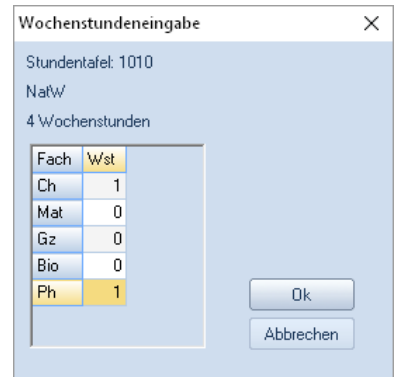 Wochenstundeneingabe
Stundentafel: 1010
NatW
4 Wochenstunden
Fach Wst
Ch 1
Mat 0
Gz 0
Bio 0
Ph 1
Ok
Abbrechen